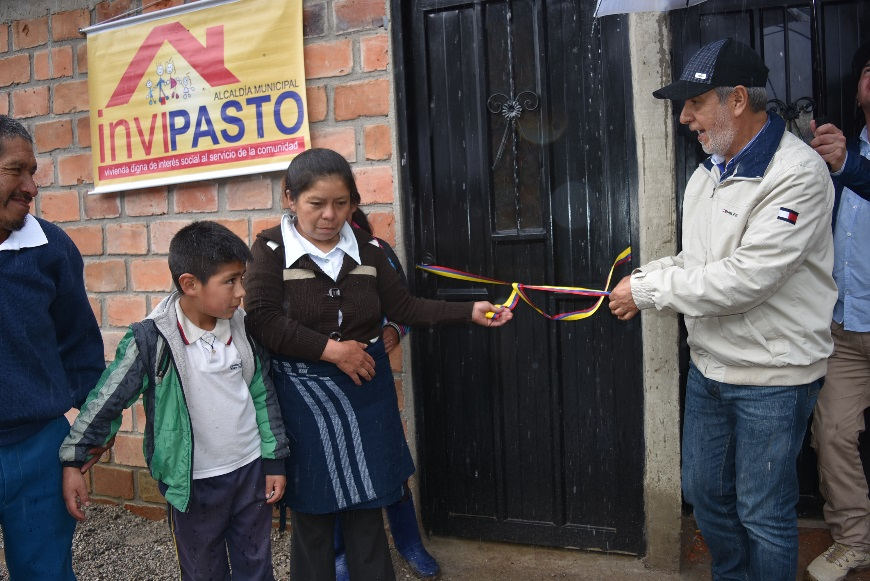 ALCALDÍA MUNICIPAL
inviPASTO
vivienda digna de interés social al servicio de la comunidad